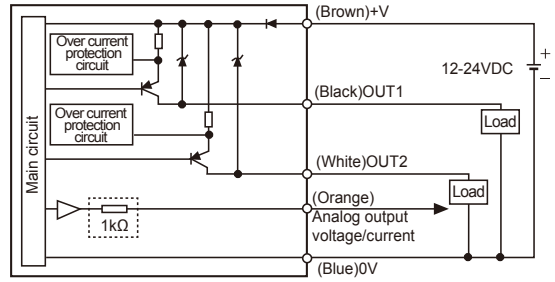 (Brown)+V
Over current
protection
circuit
12-24VDC
+
−
(Black)OUT1
Load
Over current
protection
circuit
Main circuit
(White)OUT2
Load
(Orange)
Analog output
voltage/current
1kΩ
(Blue)0V